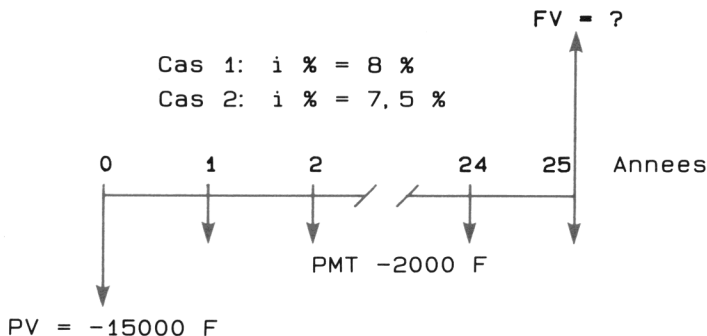 FV = ?
Cas 1: i % = 8 %
Cas 2: i % = 7,5 %
0 1 2 24 25 Annees
PMT -2000 F
PV = -15000 F